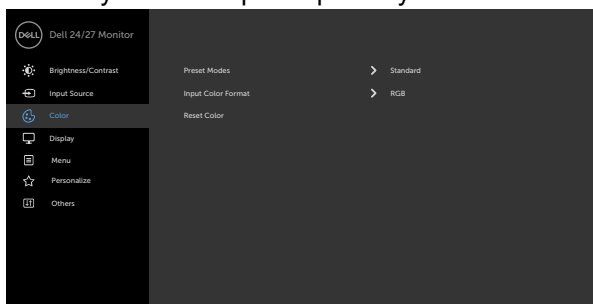 DELL Dell 24/27 Monitor
Brightness/Contrast Preset Modes Standard
Input Source Input Color Format RGB
Color Reset Color
Display
Menu
Personalize
Others